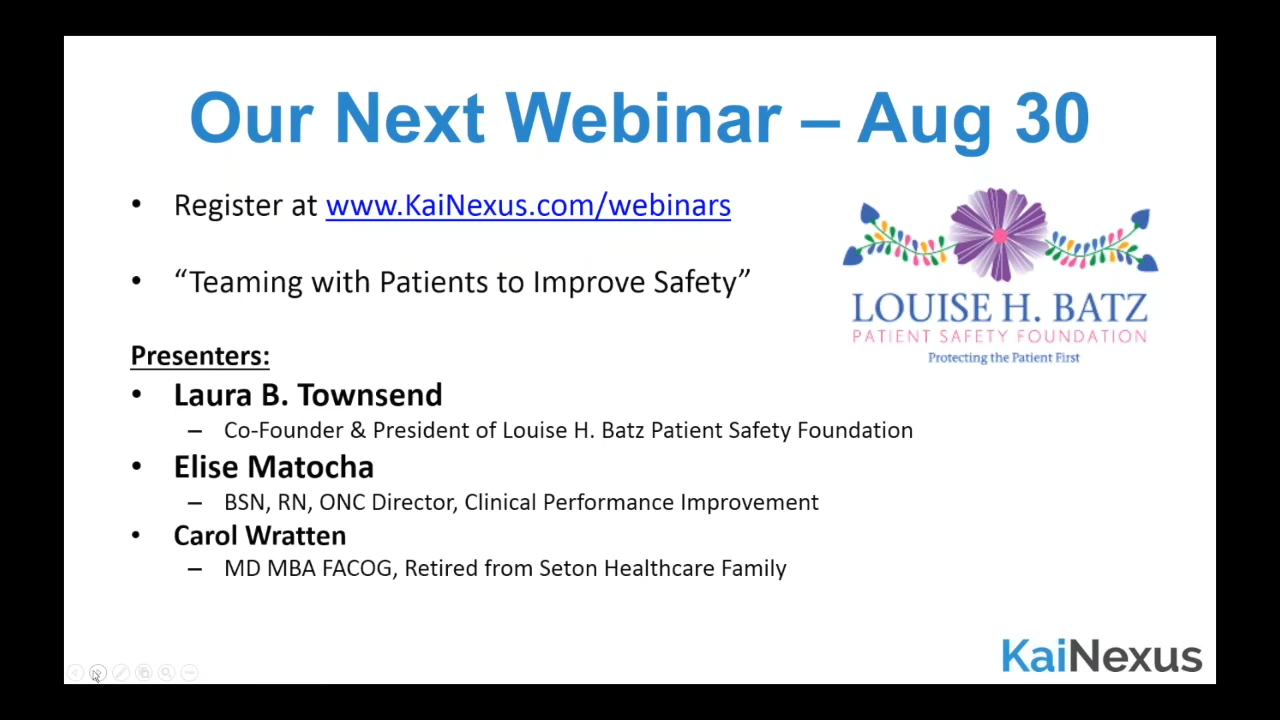 Our Next Webinar – Aug 30
• Register at www.KaiNexus.com/webinars
• “Teaming with Patients to Improve Safety”
LOUISE H. BATZ
PATIENT SAFETY FOUNDATION
Protecting the Patient First
Presenters:
• Laura B. Townsend
– Co-Founder & President of Louise H. Batz Patient Safety Foundation
• Elise Matocha
– BSN, RN, ONC Director, Clinical Performance Improvement
• Carol Wratten
– MD MBA FACOG, Retired from Seton Healthcare Family
KaiNexus